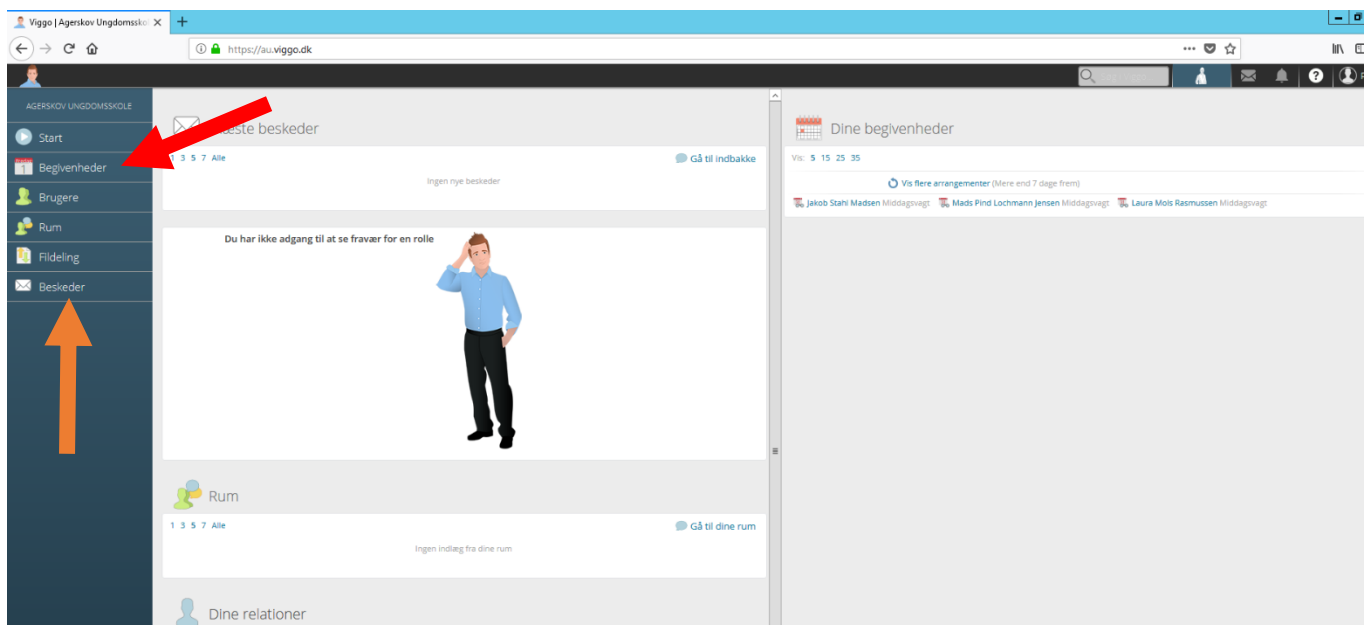 Viggo | Agerskov Ungdomssko
https://au.viggo.dk
AGERSKOV UNGDOMSSKOLE
Start
Begivenheder
Brugere
Rum
Fildeling
Beskeder
beskeder
1 3 5 7 Alle
Gå til indbakke
Ingen nye beskeder
Du har ikke adgang til at se fravær for en rolle
Rum
1 3 5 7 Alle
Gå til dine rum
Ingen indlæg fra dine rum
Dine relationer
Dine begivenheder
Vis: 5 15 25 35
Vis flere arrangementer (Mere end 7 dage frem)
Jakob Stahl Madsen Middagsvagt Mads Pind Lochmann Jensen Middagsvagt Laura Mols Rasmussen Middagsvagt